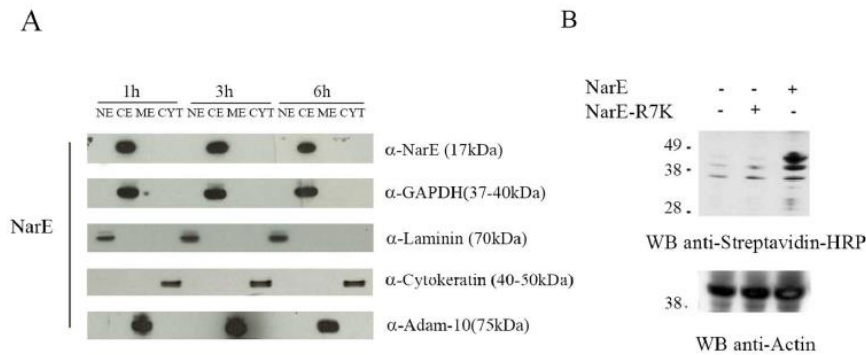 A
1h 3h 6h
NE CE ME CYT NE CE ME CYT NE CE ME CYT
NarE
α-NarE (17kDa)
α-GAPDH(37-40kDa)
α-Laminin (70kDa)
α-Cytokeratin (40-50kDa)
α-Adam-10(75kDa)
B
NarE - - +
NarE-R7K - + -
49.
38.
28.
WB anti-Streptavidin-HRP
38.
WB anti-Actin